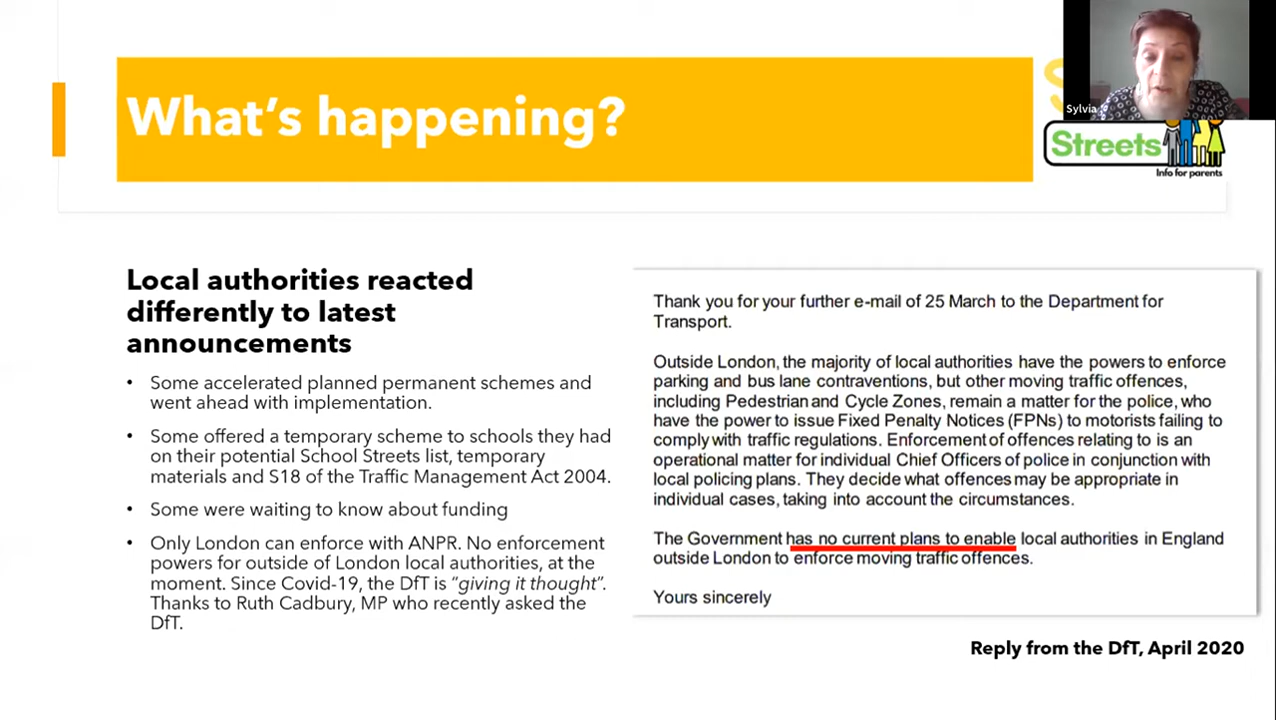 What's happening?
Sylvia
Streets
Info for parents
Local authorities reacted
differently to latest
announcements
• Some accelerated planned permanent schemes and
went ahead with implementation.
• Some offered a temporary scheme to schools they had
on their potential School Streets list, temporary
materials and S18 of the Traffic Management Act 2004.
• Some were waiting to know about funding
• Only London can enforce with ANPR. No enforcement
powers for outside of London local authorities, at the
moment. Since Covid-19, the DfT is “giving it thought”.
Thanks to Ruth Cadbury, MP who recently asked the
DfT.
Thank you for your further e-mail of 25 March to the Department for
Transport.
Outside London, the majority of local authorities have the powers to enforce
parking and bus lane contraventions, but other moving traffic offences,
including Pedestrian and Cycle Zones, remain a matter for the police, who
have the power to issue Fixed Penalty Notices (FPNs) to motorists failing to
comply with traffic regulations. Enforcement of offences relating to is an
operational matter for individual Chief Officers of police in conjunction with
local policing plans. They decide what offences may be appropriate in
individual cases, taking into account the circumstances.
The Government has no current plans to enable local authorities in England
outside London to enforce moving traffic offences.
Yours sincerely
Reply from the DfT, April 2020